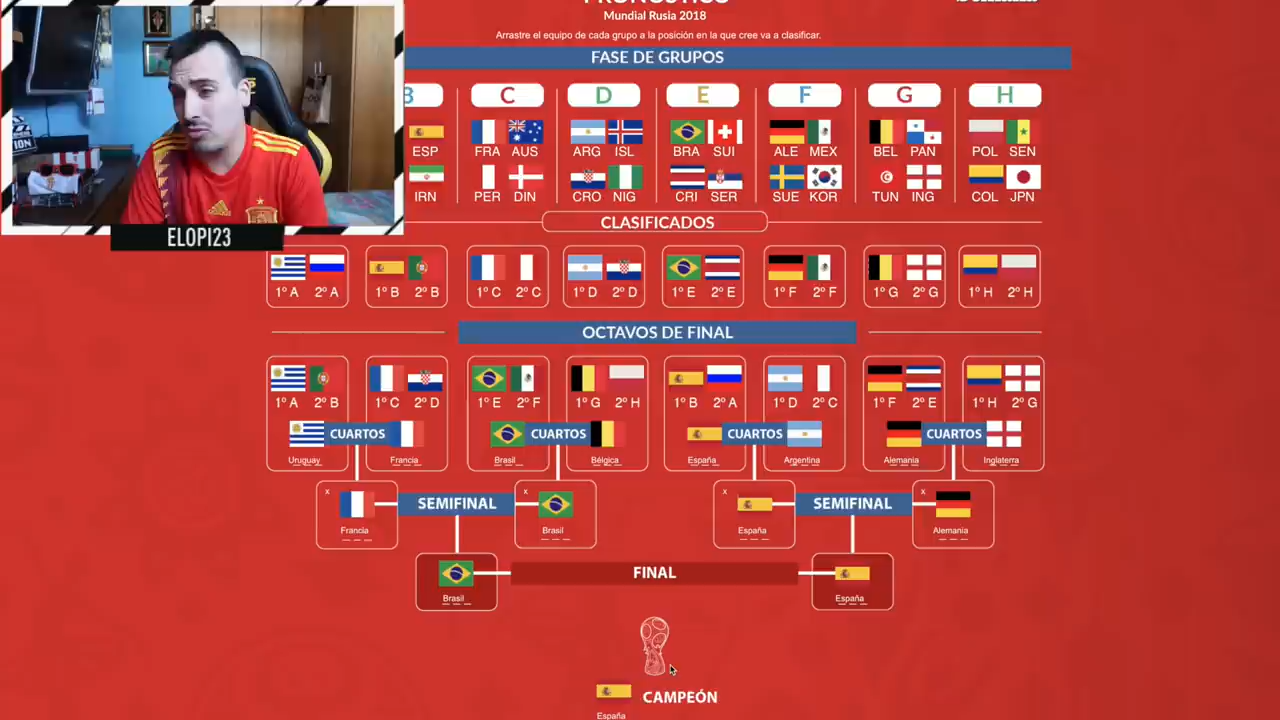 PRONÓSTICO
Mundial Rusia 2018
Arrastre el equipo de cada grupo a la posición en la que cree va a clasificar.
FASE DE GRUPOS
B C D E F G H
ESP FRA AUS ARG ISL BRA SUI ALE MEX BEL PAN POL SEN
IRN PER DIN CRO NIG CRI SER SUE KOR TUN ING COL JPN
ELOPI23
CLASIFICADOS
1º A 2º A 1º B 2º B 1º C 2º C 1º D 2º D 1º E 2º E 1º F 2º F 1º G 2º G 1º H 2º H
OCTAVOS DE FINAL
1º A 2º B 1º C 2º D 1º E 2º F 1º G 2º H 1º B 2º A 1º D 2º C 1º F 2º E 1º H 2º G
CUARTOS CUARTOS CUARTOS CUARTOS
Uruguay Francia Brasil Bélgica España Argentina Alemania Inglaterra
x SEMIFINAL x x SEMIFINAL x
Francia Brasil España Alemania
FINAL
Brasil España
CAMPEÓN
España